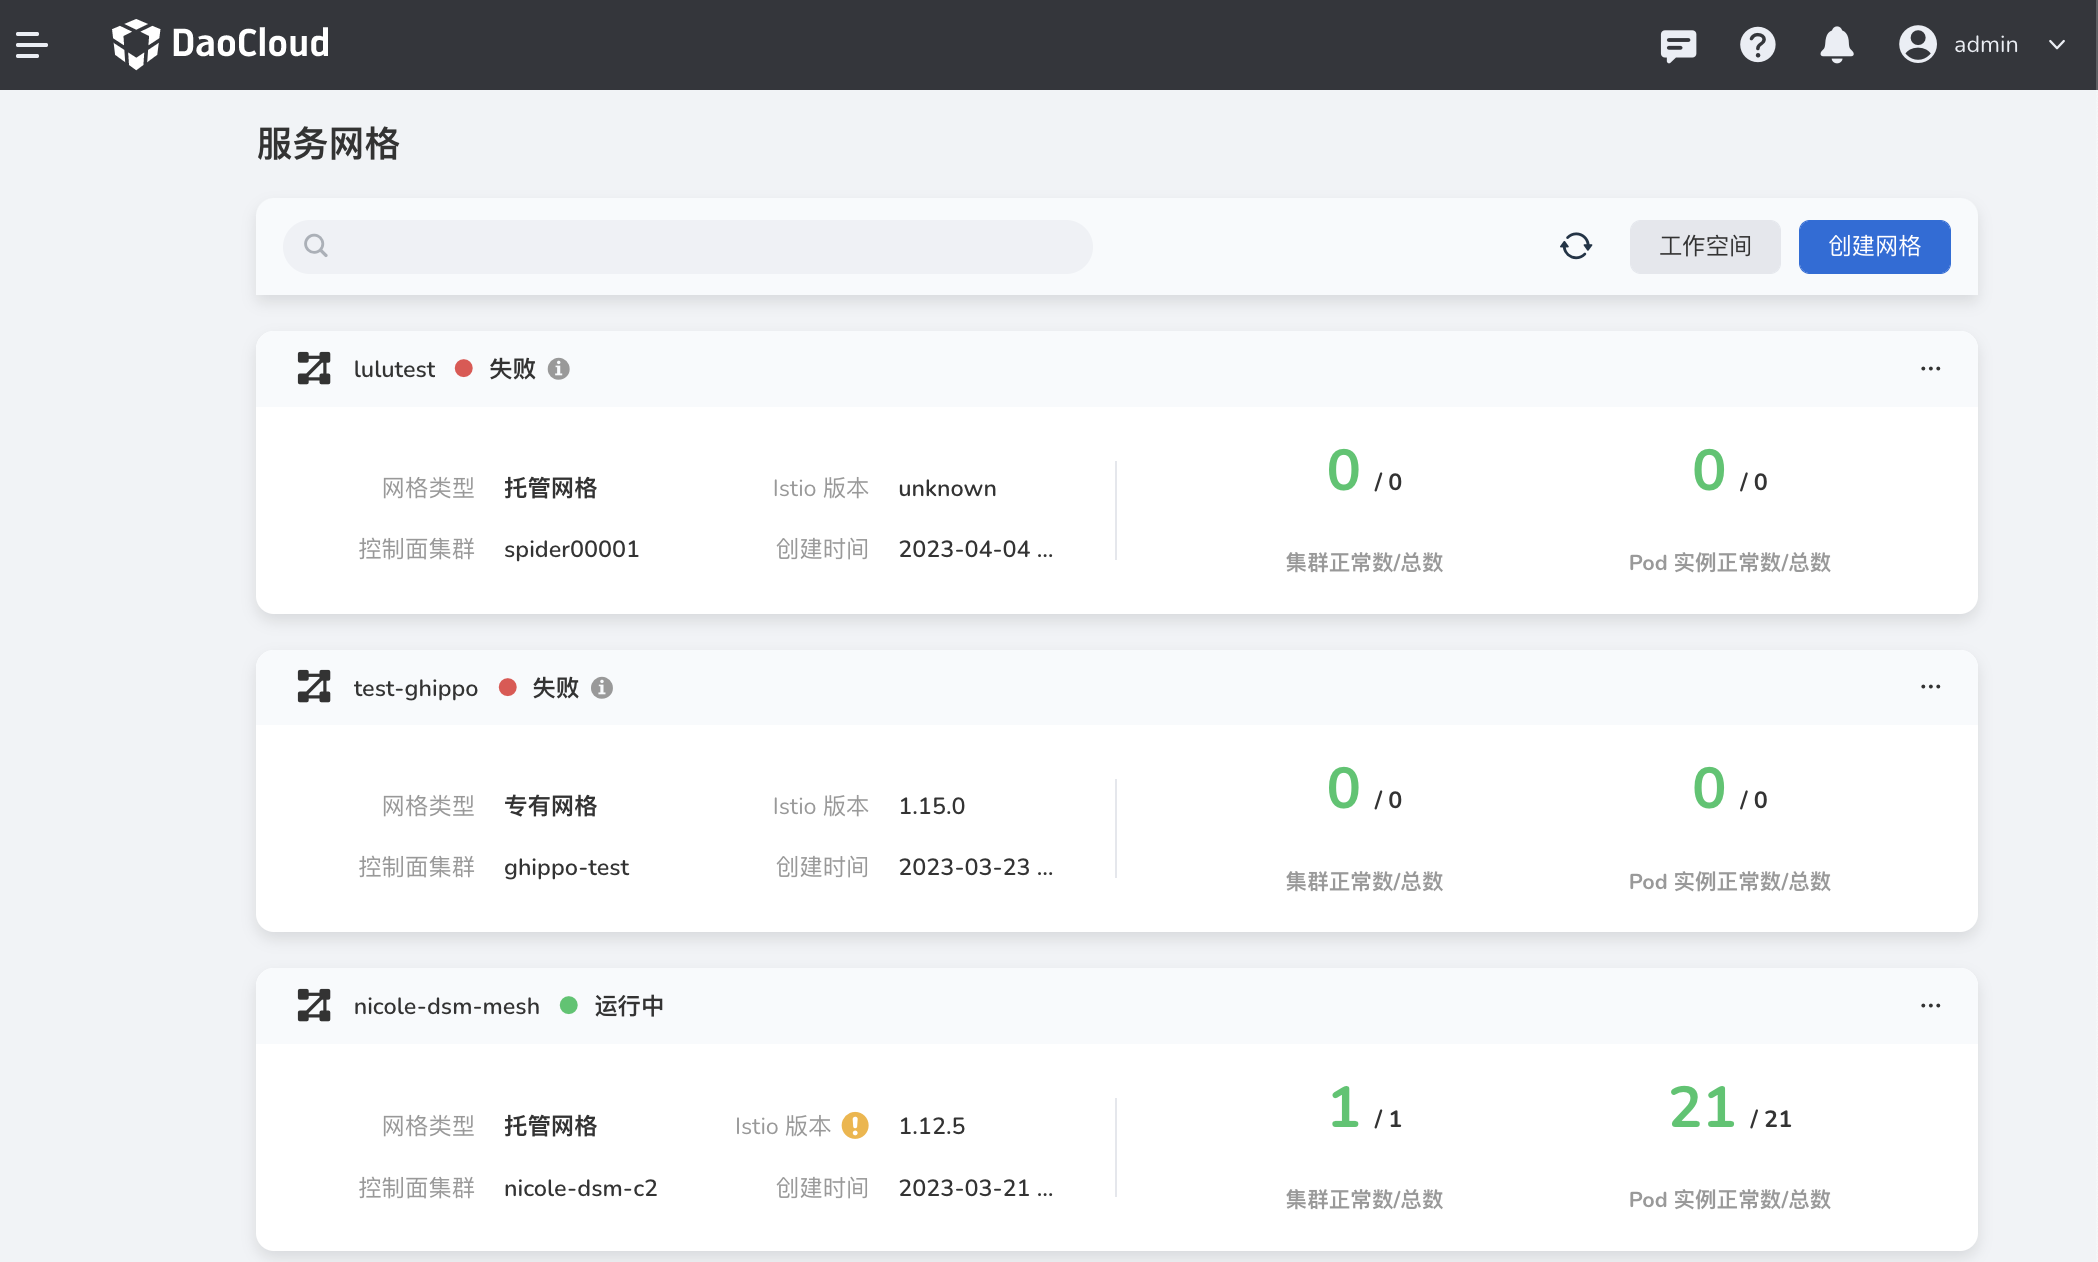 DaoCloud
admin
服务网格
工作空间
创建网格
lulutest 失败
网格类型 托管网格 Istio 版本 unknown
0 / 0
0 / 0
控制面集群 spider00001 创建时间 2023-04-04 ...
集群正常数/总数
Pod 实例正常数/总数
test-ghippo 失败
网格类型 专有网格 Istio 版本 1.15.0
0 / 0
0 / 0
控制面集群 ghippo-test 创建时间 2023-03-23 ...
集群正常数/总数
Pod 实例正常数/总数
nicole-dsm-mesh 运行中
网格类型 托管网格 Istio 版本 1.12.5
1 / 1
21 / 21
控制面集群 nicole-dsm-c2 创建时间 2023-03-21 ...
集群正常数/总数
Pod 实例正常数/总数